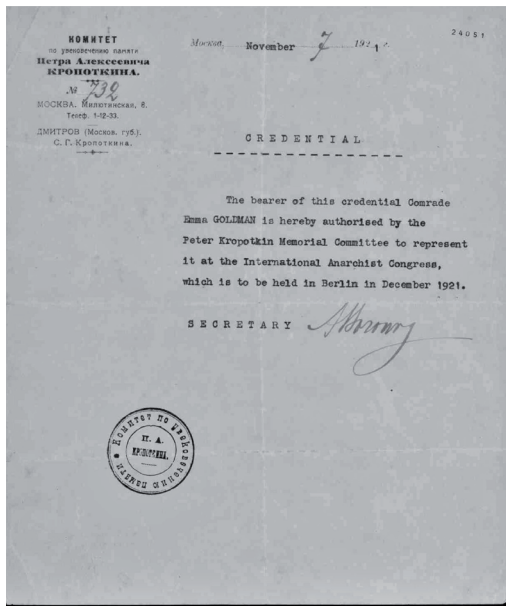 24051
КОМИТЕТ
по увековечению памяти
Петра Алексеевича
КРОПОТКИНА.
№ 732
МОСКВА. Милютинская, 6.
Телеф. 1-12-33.
ДМИТРОВ (Москов. губ.).
С. Г. Кропоткина.
Москва, November 7 1921 г.
CREDENTIAL
The bearer of this credential Comrade
Emma GOLDMAN is hereby authorised by the
Peter Kropotkin Memorial Committee to represent
it at the International Anarchist Congress,
which is to be held in Berlin in December 1921.
SECRETARY
Комитет по увековечению памяти
П. А.
КРОПОТКИНА.